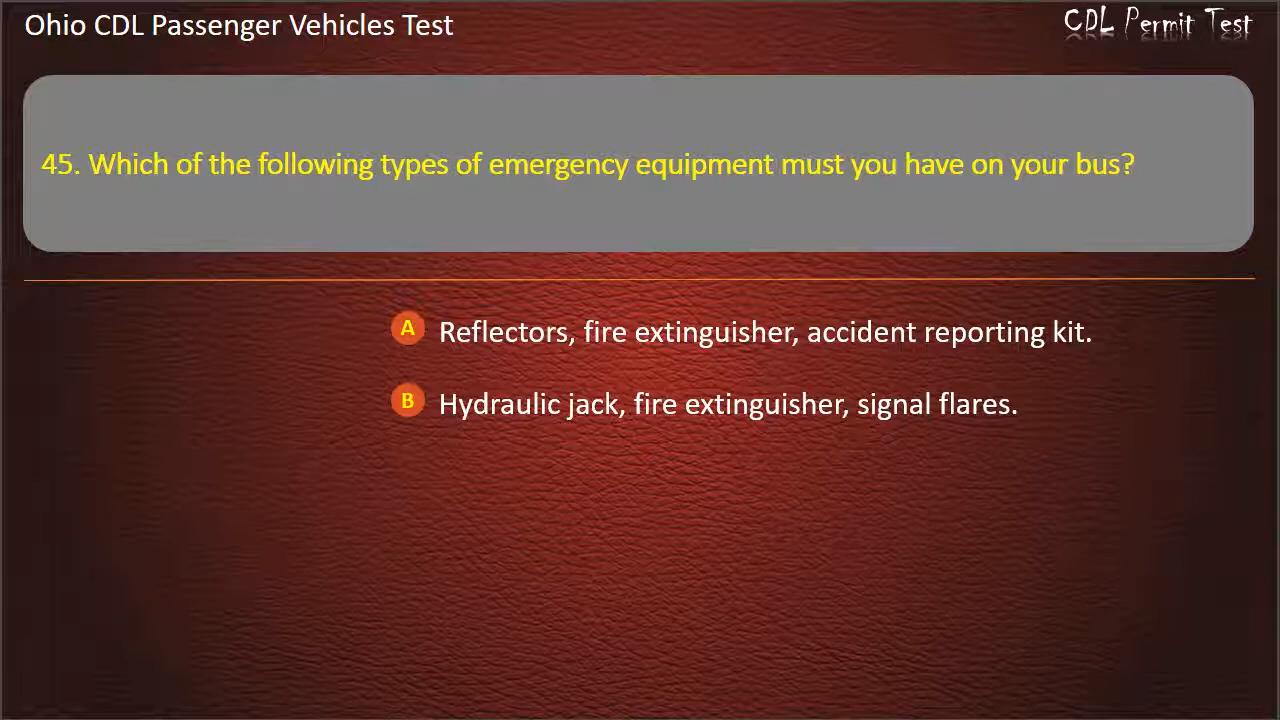 Ohio CDL Passenger Vehicles Test
CDL Permit Test
45. Which of the following types of emergency equipment must you have on your bus?
A Reflectors, fire extinguisher, accident reporting kit.
B Hydraulic jack, fire extinguisher, signal flares.